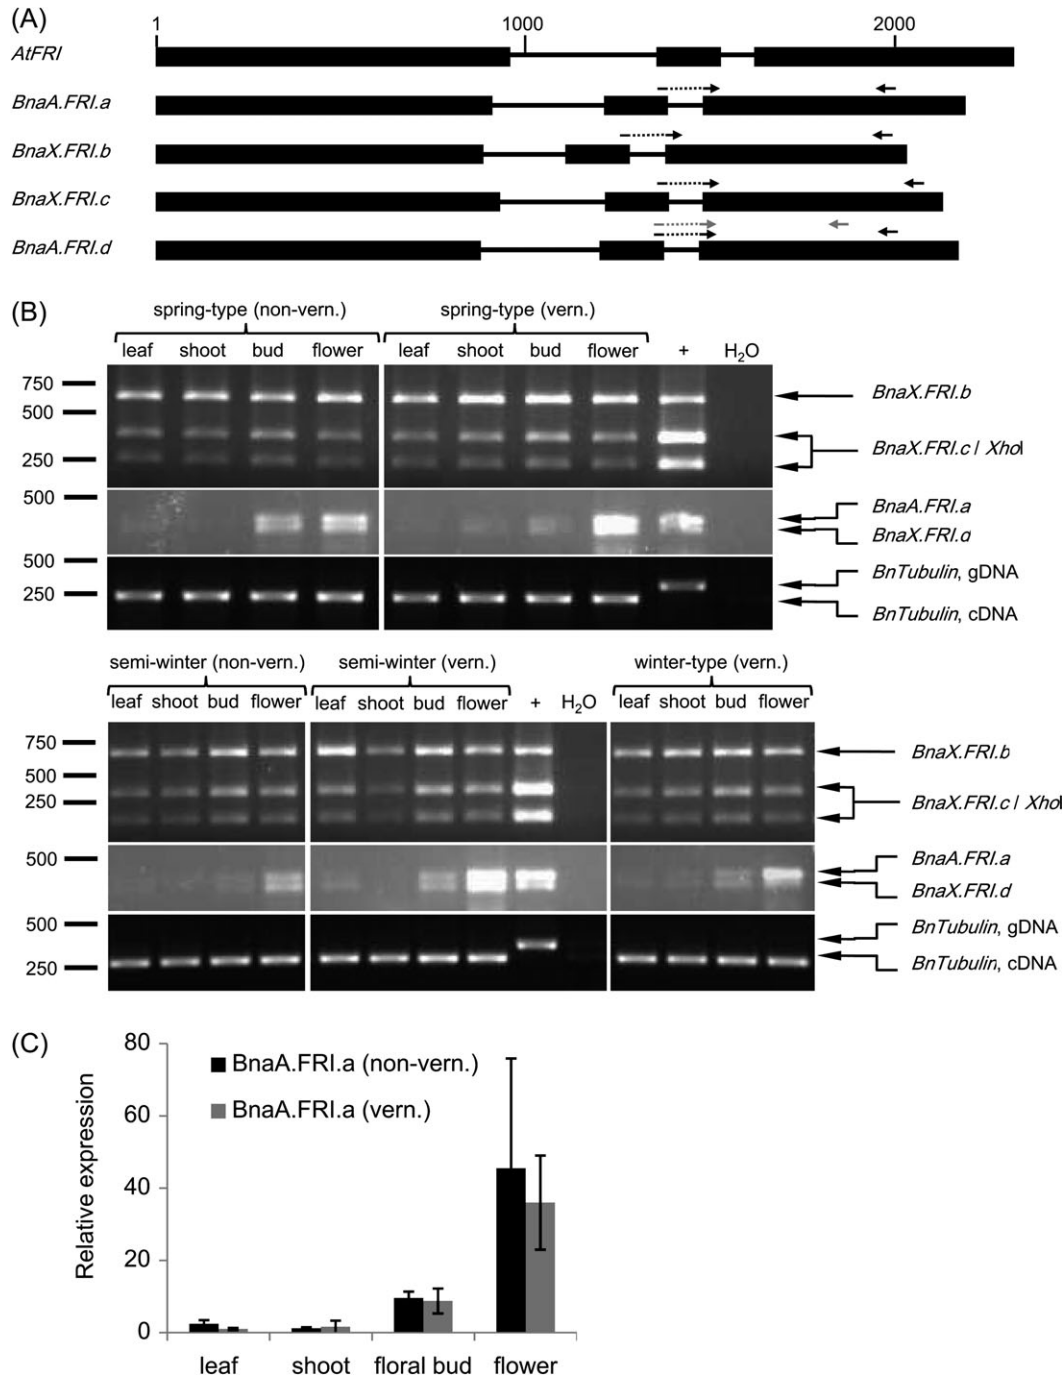 (A)
1 1000 2000
AtFRI
BnaA.FRI.a
BnaX.FRI.b
BnaX.FRI.c
BnaA.FRI.d
(B)
spring-type (non-vern.) spring-type (vern.)
leaf shoot bud flower leaf shoot bud flower + H₂O
750
500
250
BnaX.FRI.b
BnaX.FRI.c / XhoI
500
BnaA.FRI.a
BnaX.FRI.d
500
250
BnTubulin, gDNA
BnTubulin, cDNA
semi-winter (non-vern.) semi-winter (vern.) winter-type (vern.)
leaf shoot bud flower leaf shoot bud flower + H₂O leaf shoot bud flower
750
500
250
BnaX.FRI.b
BnaX.FRI.c / XhoI
500
BnaA.FRI.a
BnaX.FRI.d
500
250
BnTubulin, gDNA
BnTubulin, cDNA
(C)
Relative expression
80
60
40
20
0
BnaA.FRI.a (non-vern.)
BnaA.FRI.a (vern.)
leaf shoot floral bud flower